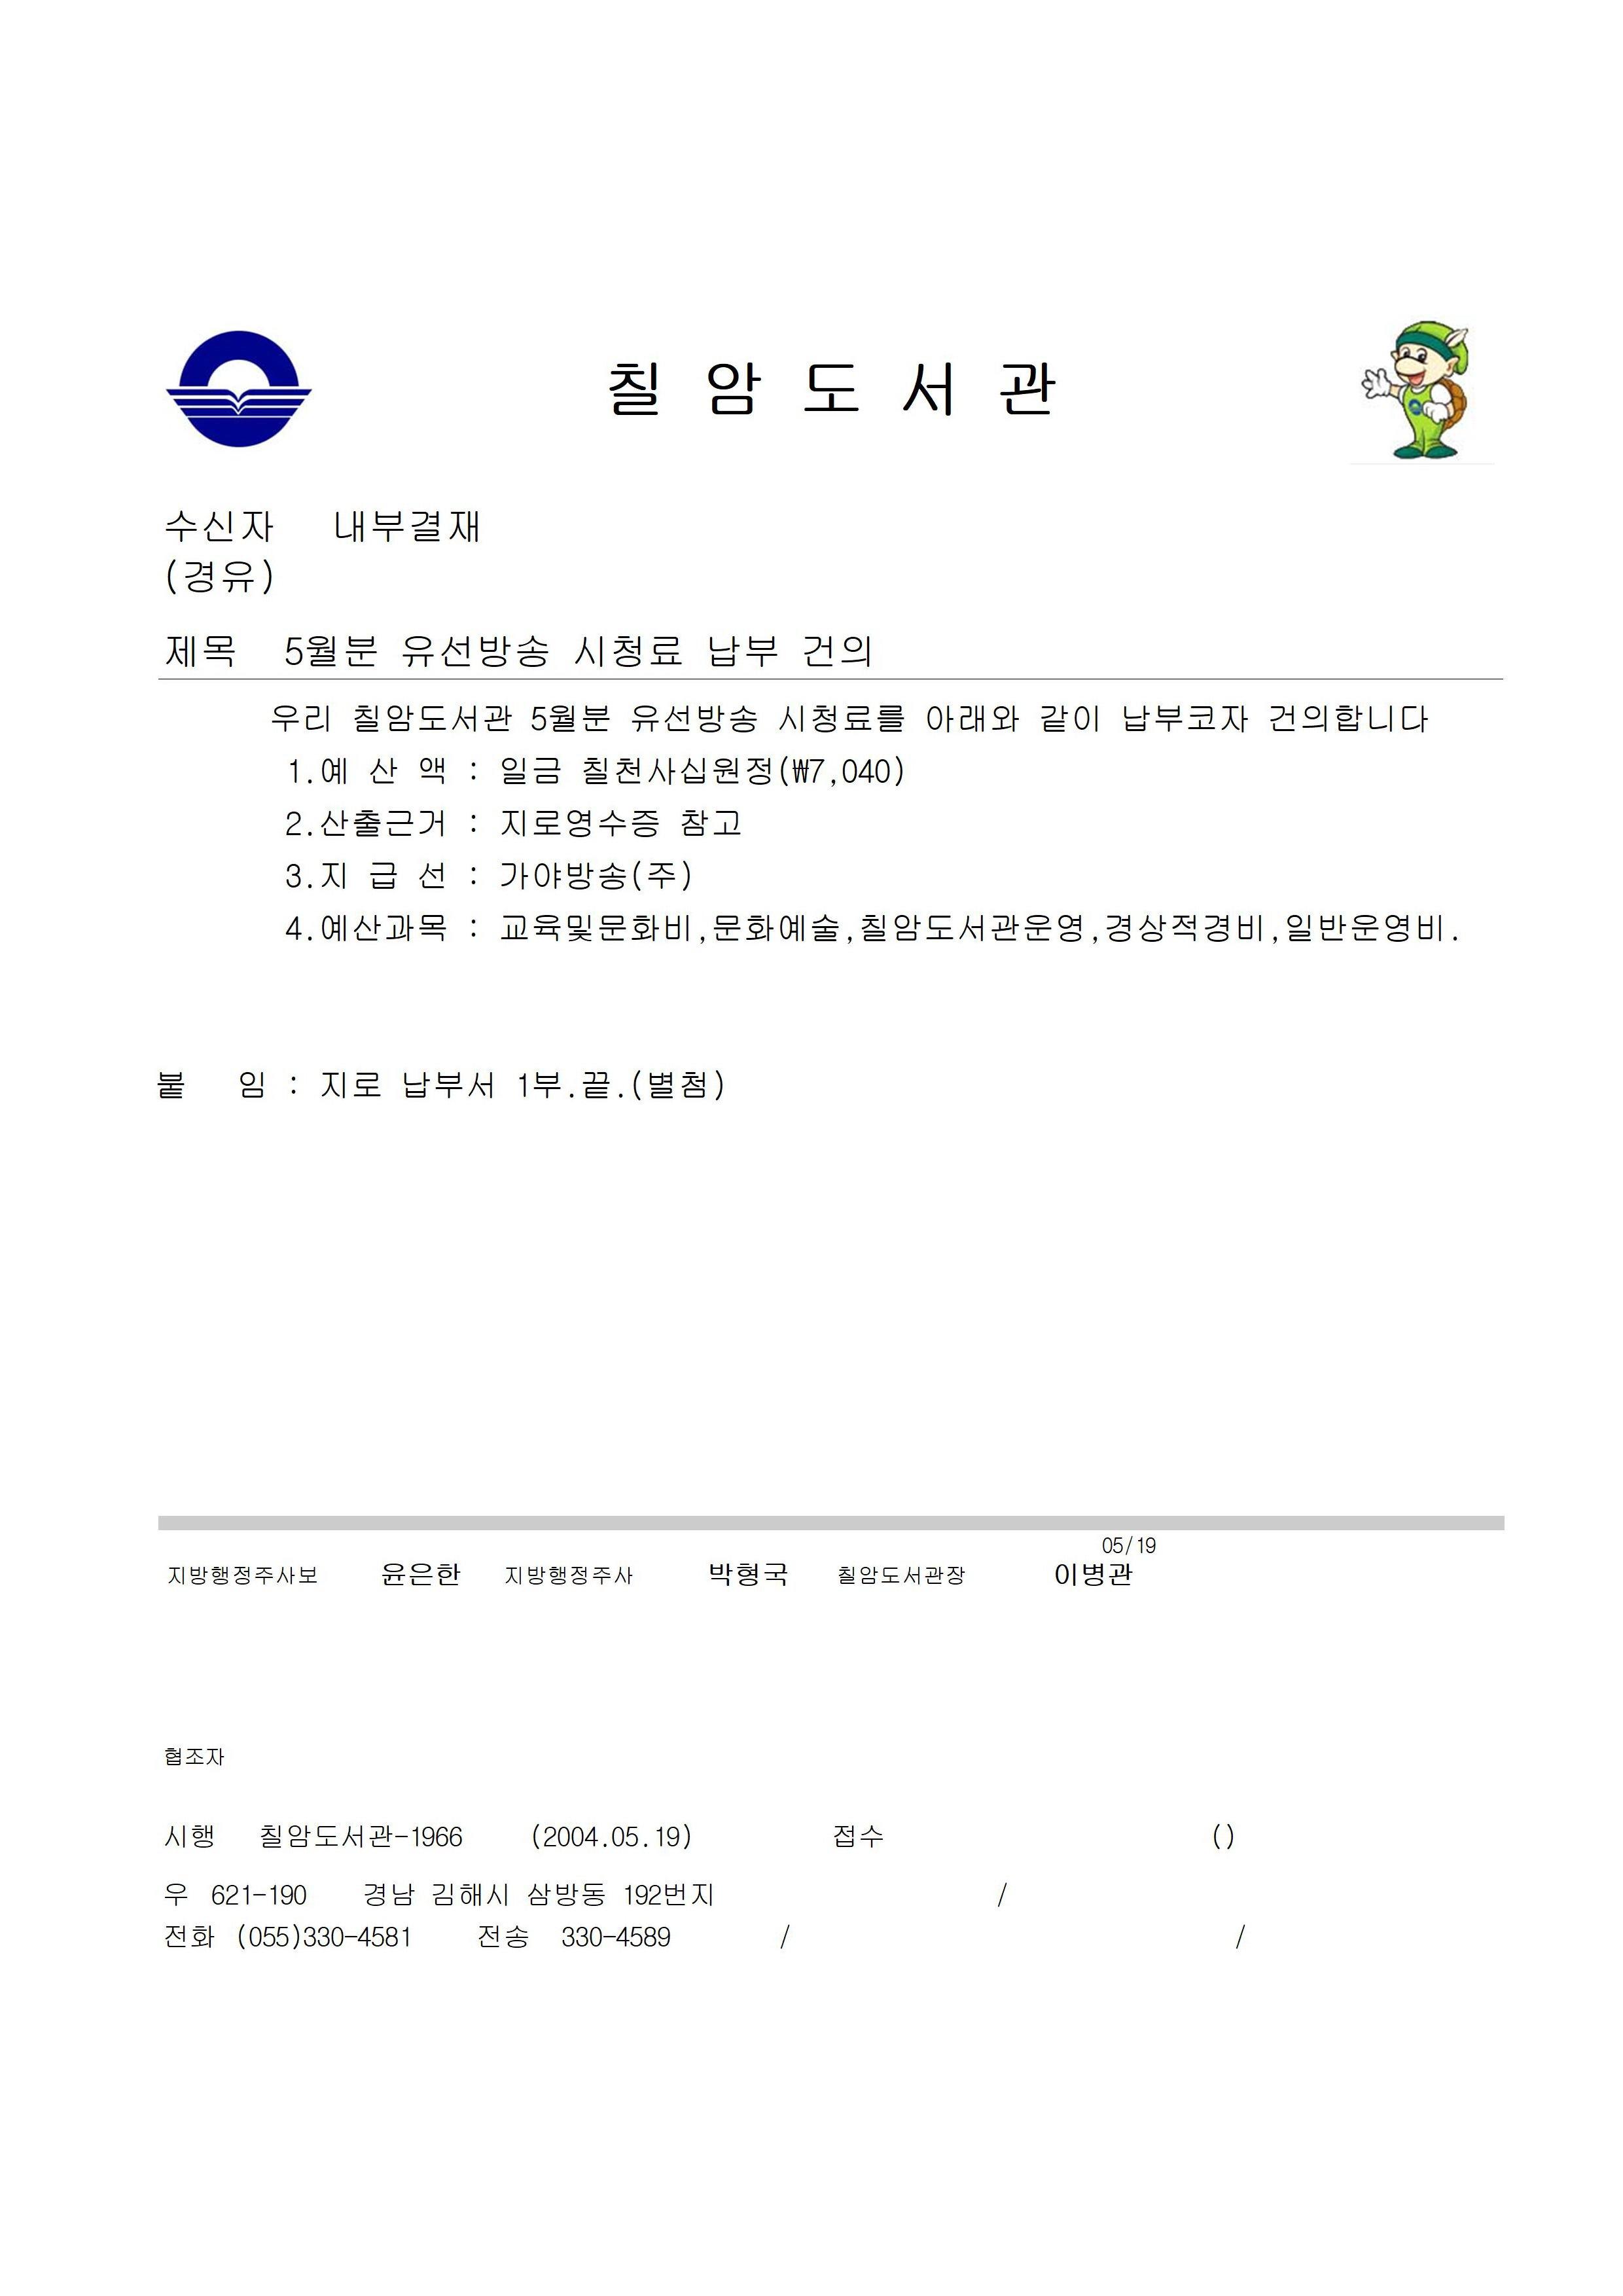 칠 암 도 서 관
수신자 내부결재
(경유)
제목 5월분 유선방송 시청료 납부 건의
우리 칠암도서관 5월분 유선방송 시청료를 아래와 같이 납부코자 건의합니다
1.예 산 액 : 일금 칠천사십원정(₩7,040)
2.산출근거 : 지로영수증 참고
3.지 급 선 : 가야방송(주)
4.예산과목 : 교육및문화비,문화예술,칠암도서관운영,경상적경비,일반운영비.
붙 임 : 지로 납부서 1부.끝.(별첨)
05/19
지방행정주사보 윤은한 지방행정주사 박형국 칠암도서관장 이병관
협조자
시행 칠암도서관-1966 (2004.05.19) 접수 ()
우 621-190 경남 김해시 삼방동 192번지 /
전화 (055)330-4581 전송 330-4589 / /